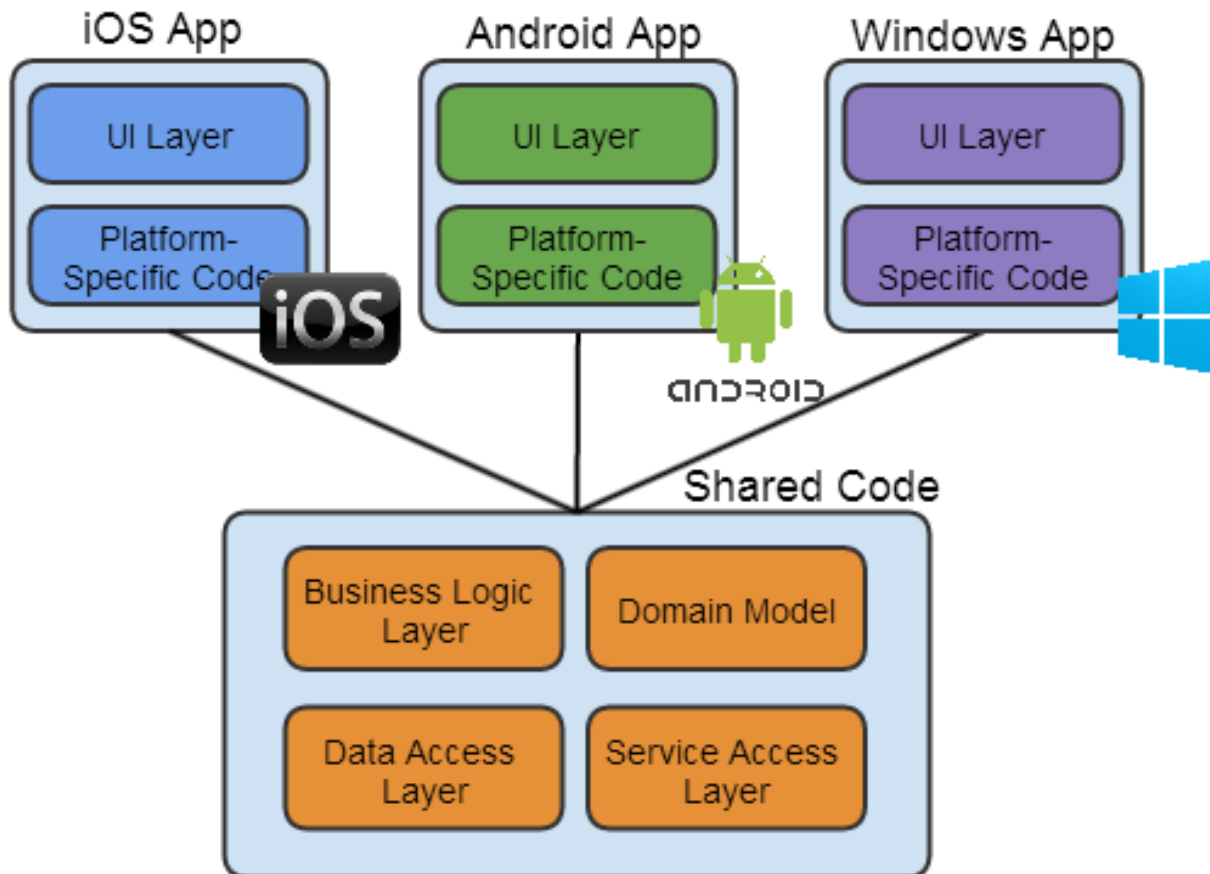 iOS App
Android App
Windows App
UI Layer
UI Layer
UI Layer
Platform-
Specific Code
Platform-
Specific Code
Platform-
Specific Code
iOS
ANDROID
Shared Code
Business Logic
Layer
Domain Model
Data Access
Layer
Service Access
Layer